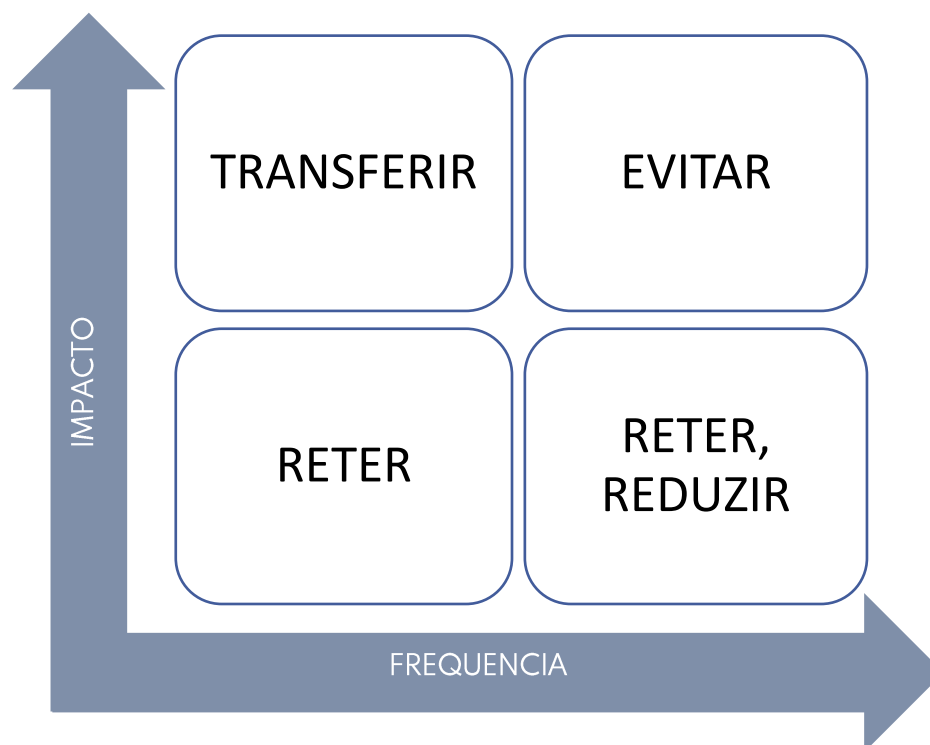 TRANSFERIR
EVITAR
IMPACTO
RETER
RETER,
REDUZIR
FREQUENCIA